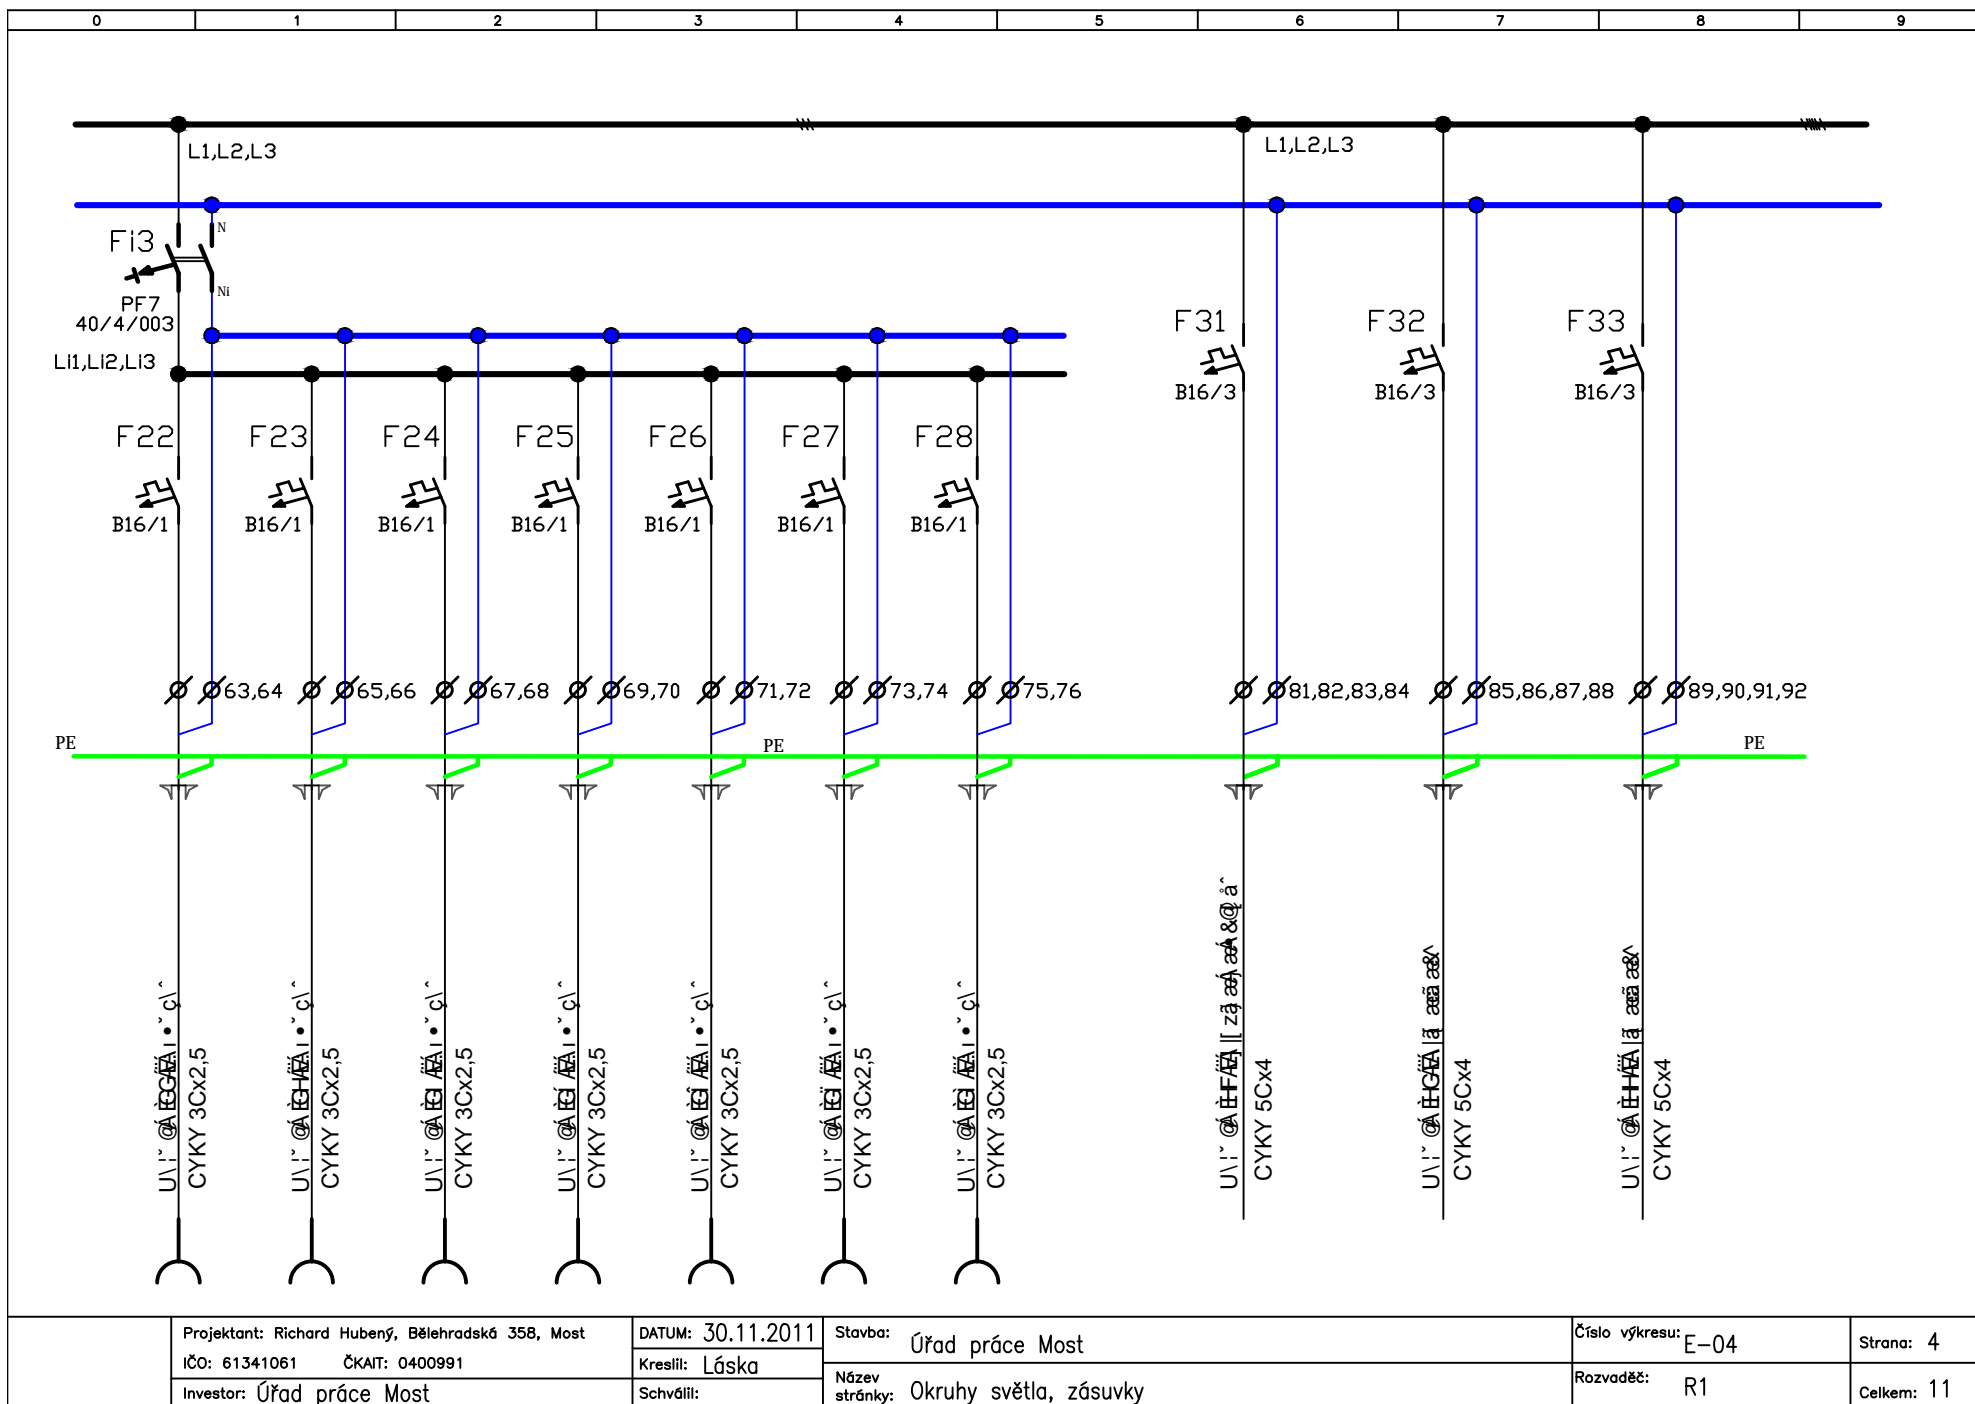 0 1 2 3 4 5 6 7 8 9
L1,L2,L3
L1,L2,L3
N
Fi3
Ni
PF7
40/4/003
Li1,Li2,Li3
F31 F32 F33
B16/3 B16/3 B16/3
F22 F23 F24 F25 F26 F27 F28
B16/1 B16/1 B16/1 B16/1 B16/1 B16/1 B16/1
63,64 65,66 67,68 69,70 71,72 73,74 75,76 81,82,83,84 85,86,87,88 89,90,91,92
PE PE PE
CYKY 3Cx2,5
CYKY 3Cx2,5
CYKY 3Cx2,5
CYKY 3Cx2,5
CYKY 3Cx2,5
CYKY 3Cx2,5
CYKY 3Cx2,5
CYKY 5Cx4
CYKY 5Cx4
CYKY 5Cx4
Projektant: Richard Hubený, Bělehradská 358, Most
IČO: 61341061 ČKAIT: 0400991
Investor: Úřad práce Most
DATUM: 30.11.2011
Kreslil: Láska
Schválil:
Stavba: Úřad práce Most
Název
stránky: Okruhy světla, zásuvky
Číslo výkresu: E-04
Rozvaděč: R1
Strana: 4
Celkem: 11